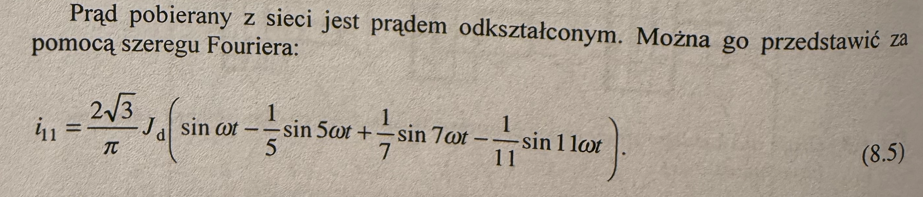 Prąd pobierany z sieci jest prądem odkształconym. Można go przedstawić za
pomocą szeregu Fouriera:
i₁₁ = 2√3/π J_d( sin ωt − 1/5 sin 5ωt + 1/7 sin 7ωt − 1/11 sin 11ωt ). (8.5)